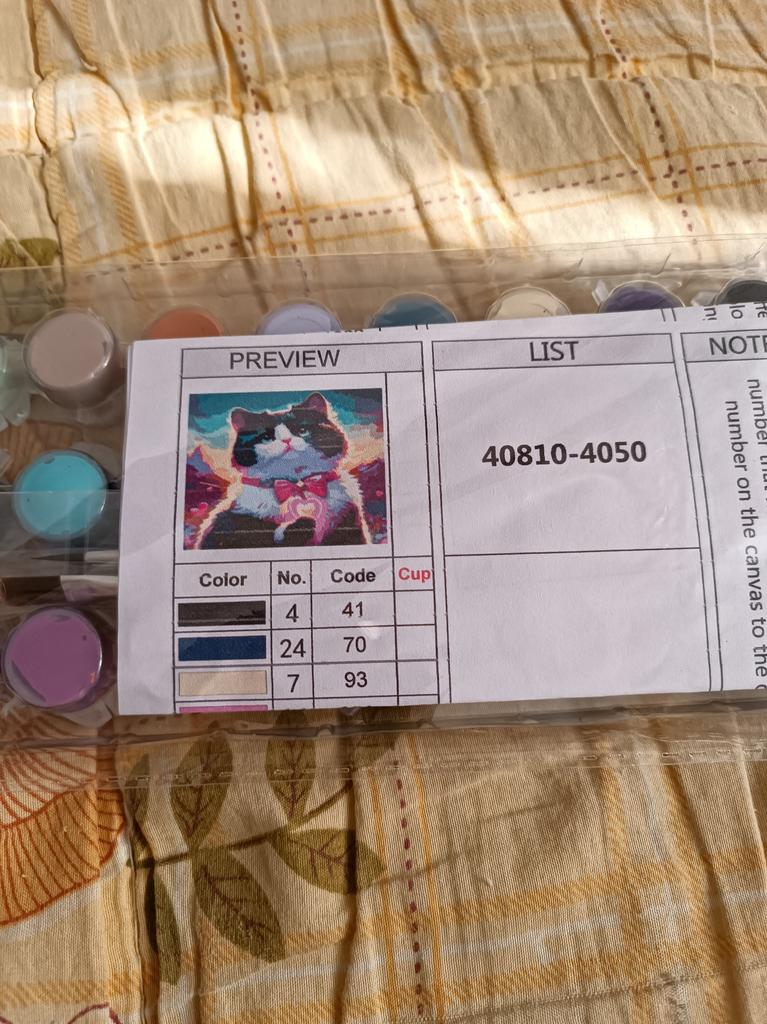 PREVIEW
LIST
40810-4050
Color No. Code Cup
4 41
24 70
7 93
number on the canvas to the
number